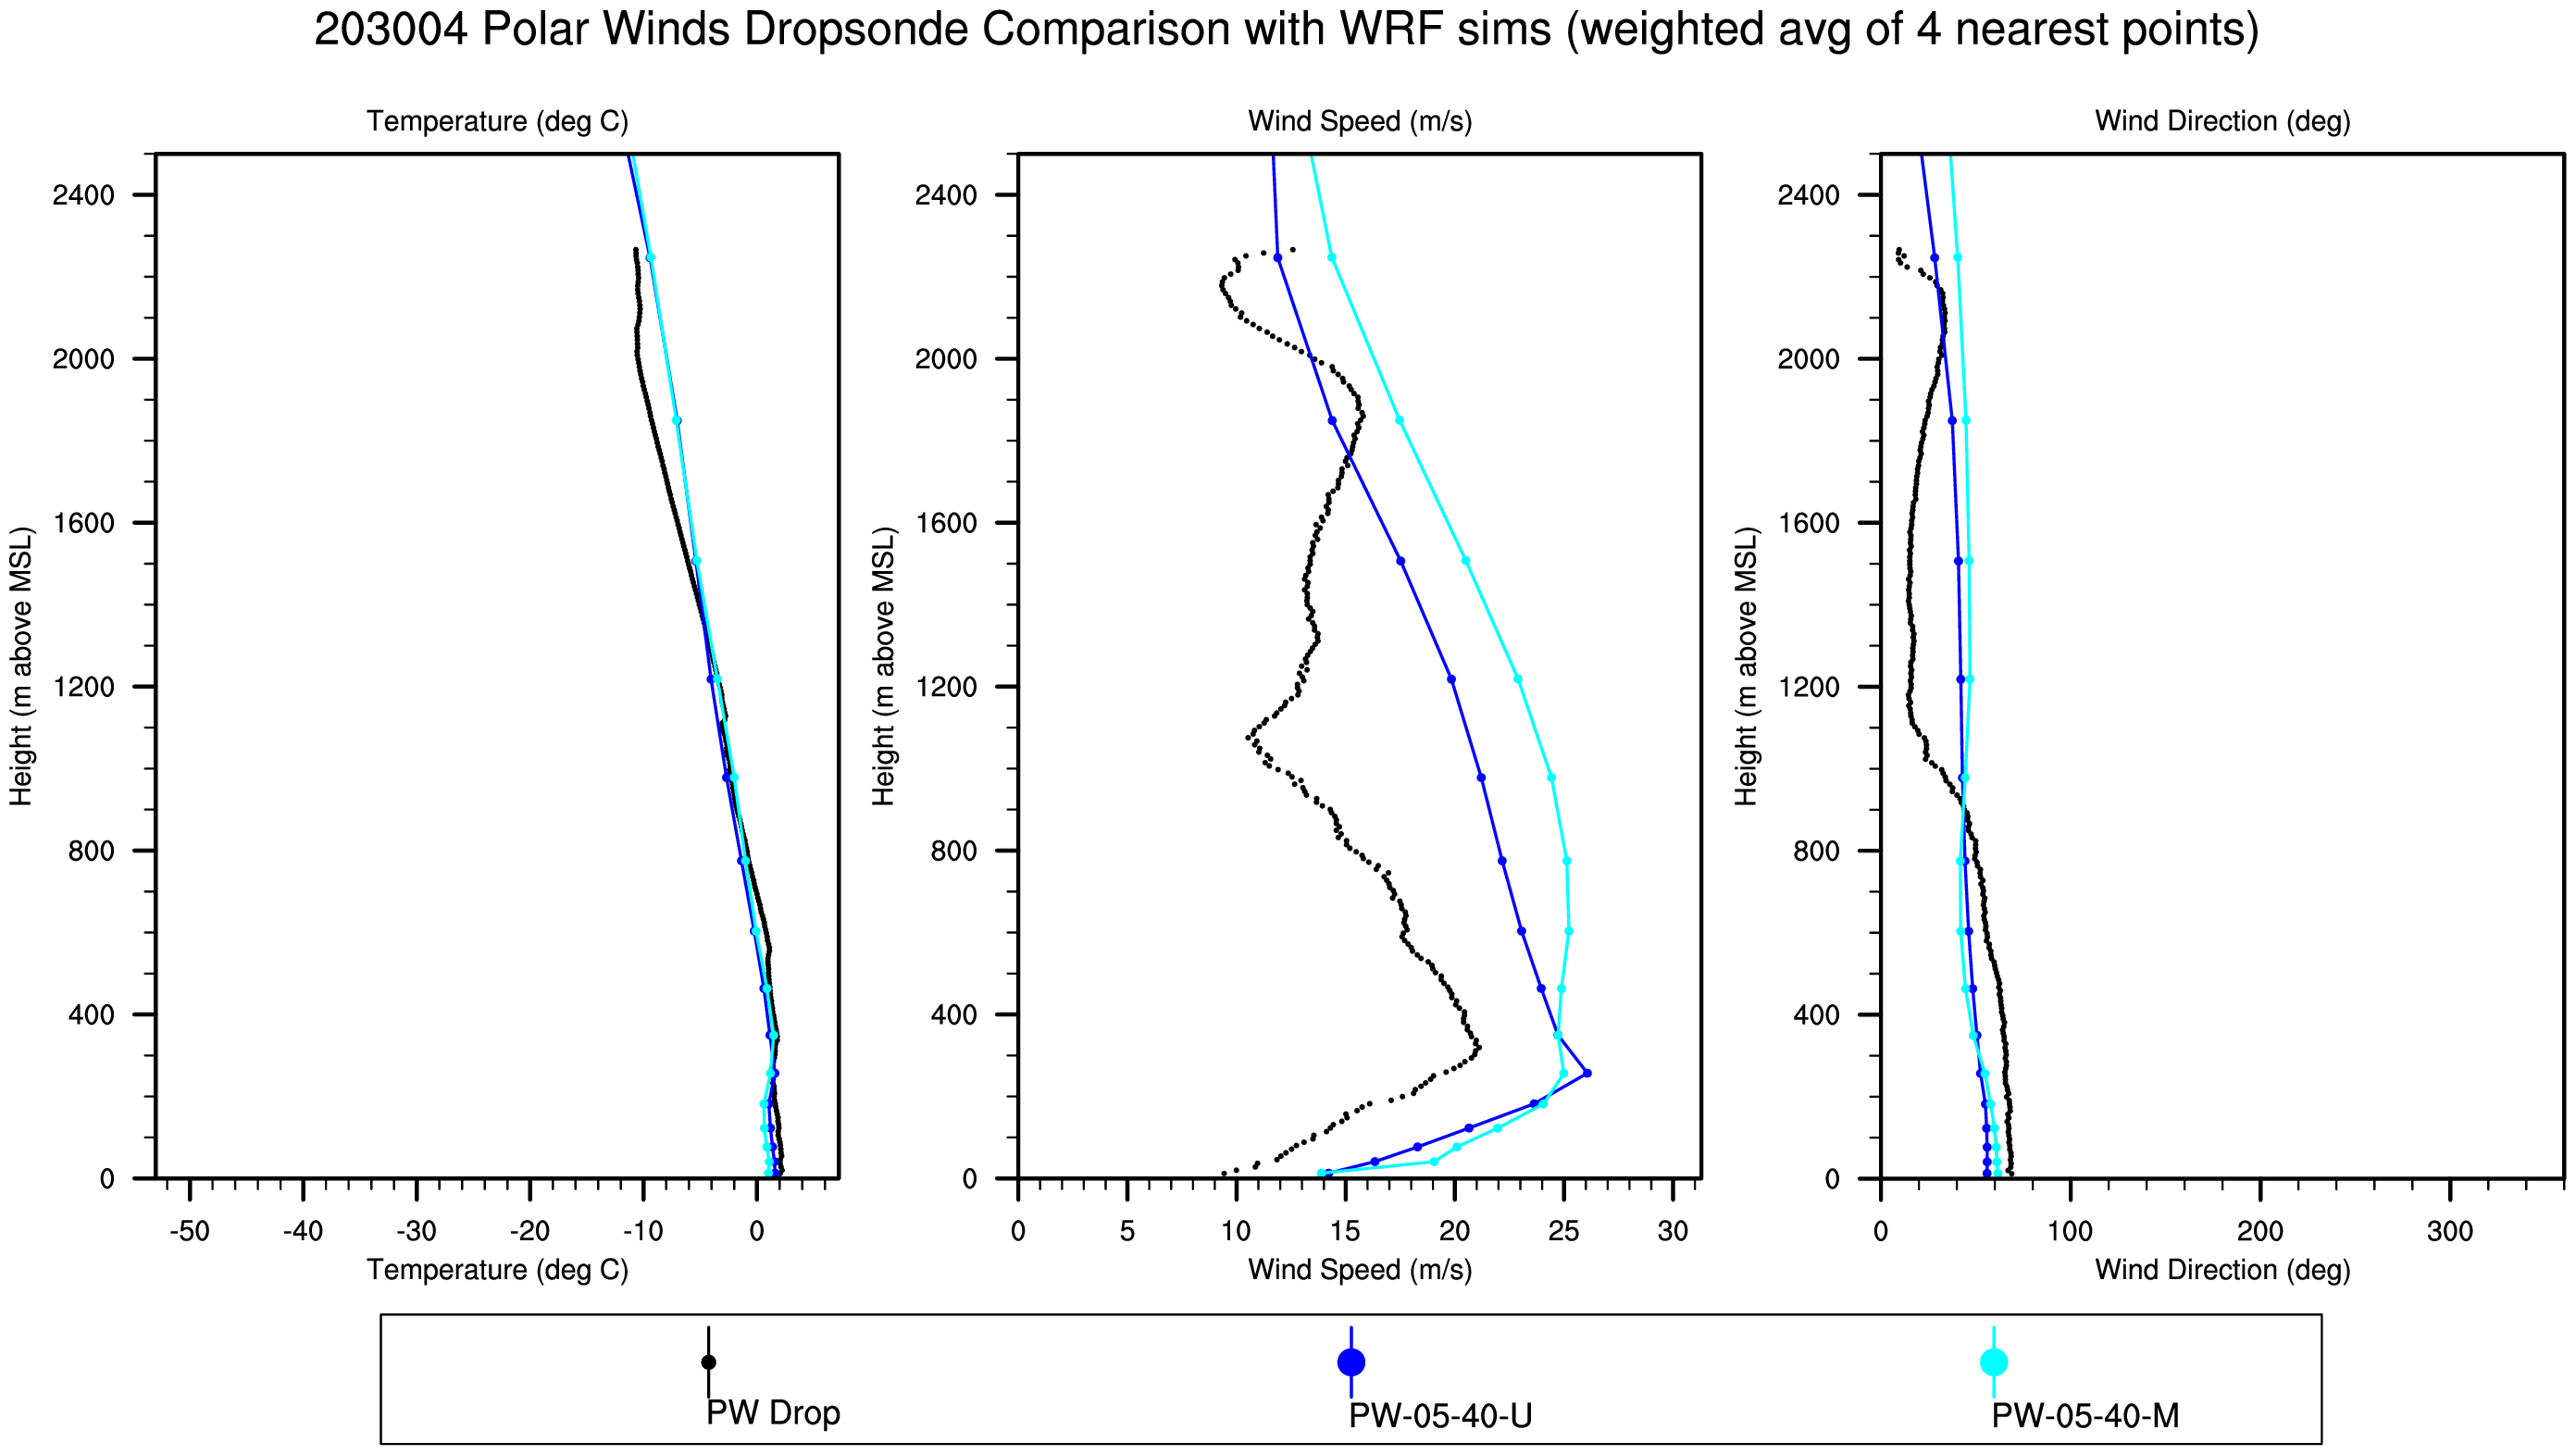 203004 Polar Winds Dropsonde Comparison with WRF sims (weighted avg of 4 nearest points)
Temperature (deg C)
Wind Speed (m/s)
Wind Direction (deg)
2400
2000
1600
1200
800
400
0
Height (m above MSL)
-50 -40 -30 -20 -10 0
Temperature (deg C)
2400
2000
1600
1200
800
400
0
Height (m above MSL)
0 5 10 15 20 25 30
Wind Speed (m/s)
2400
2000
1600
1200
800
400
0
Height (m above MSL)
0 100 200 300
Wind Direction (deg)
PW Drop
PW-05-40-U
PW-05-40-M